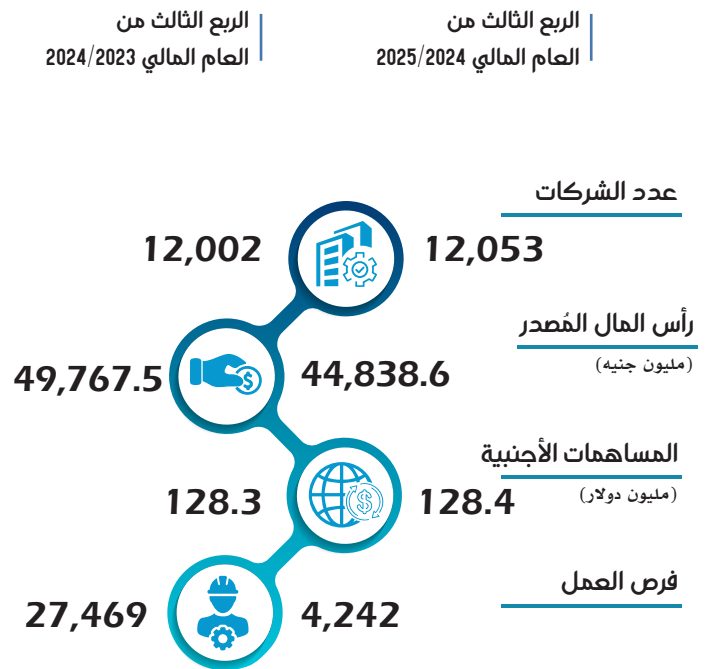 الربع الثالث من
العام المالي 2025/2024
الربع الثالث من
العام المالي 2024/2023
عدد الشركات
12,053
12,002
رأس المال المُصدر
(مليون جنيه)
44,838.6
49,767.5
المساهمات الأجنبية
(مليون دولار)
128.4
128.3
فرص العمل
4,242
27,469